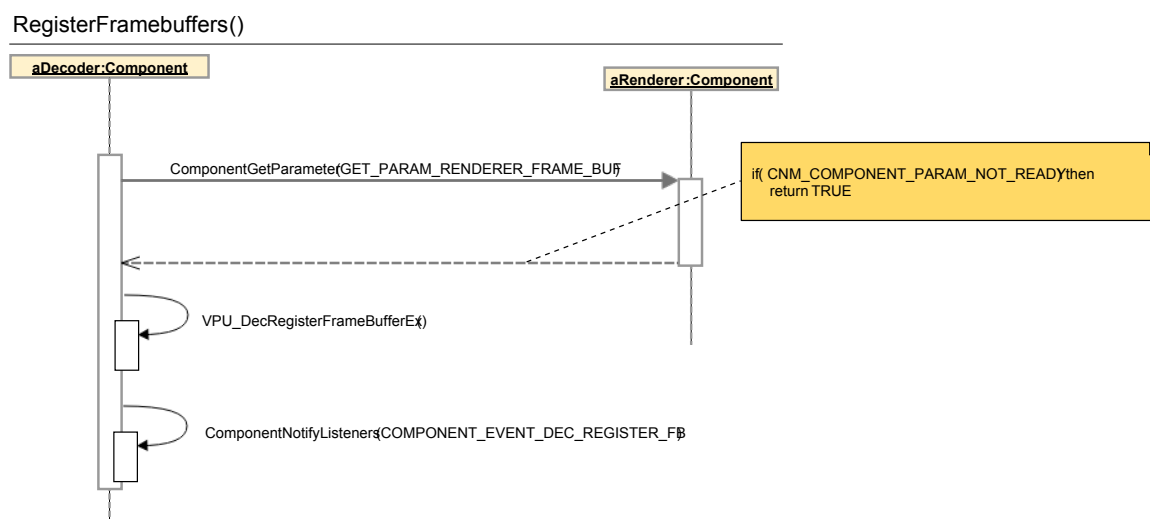 RegisterFramebuffers()
aDecoder:Component
aRenderer:Component
ComponentGetParameter(GET_PARAM_RENDERER_FRAME_BUF)
if( CNM_COMPONENT_PARAM_NOT_READY) then
return TRUE
VPU_DecRegisterFrameBufferEx()
ComponentNotifyListeners(COMPONENT_EVENT_DEC_REGISTER_FB)